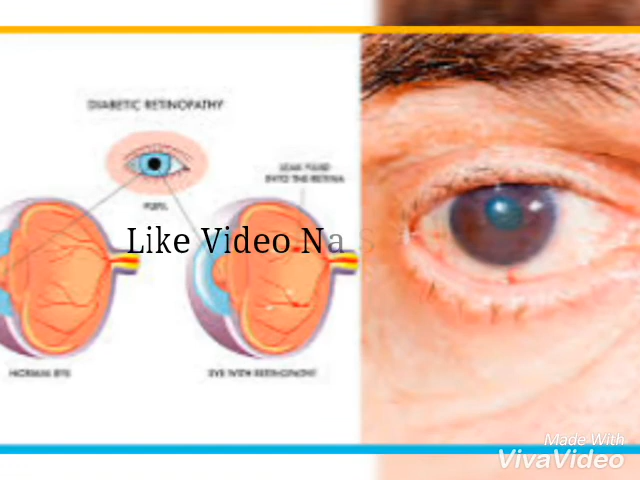 DIABETIC RETINOPATHY
LEAK FLUID
INTO THE RETINA
PUPIL
Like Video Na S
NORMAL EYE
EYE WITH RETINOPATHY
Made With
VivaVideo